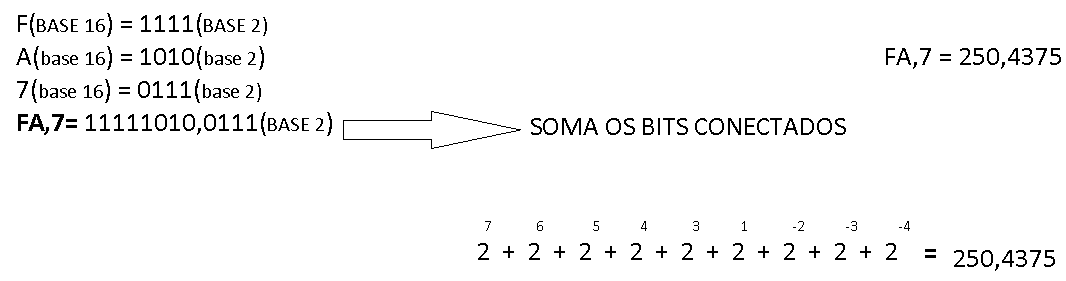 F(BASE 16) = 1111(BASE 2)
A(base 16) = 1010(base 2)
FA,7 = 250,4375
7(base 16) = 0111(base 2)
FA,7= 11111010,0111(BASE 2)
SOMA OS BITS CONECTADOS
7 6 5 4 3 1 -2 -3 -4
2 + 2 + 2 + 2 + 2 + 2 + 2 + 2 + 2 = 250,4375